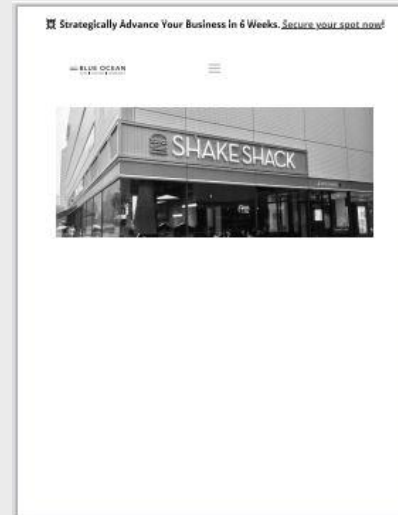 Strategically Advance Your Business in 6 Weeks. Secure your spot now!
BLUE OCEAN
SHAKE SHACK